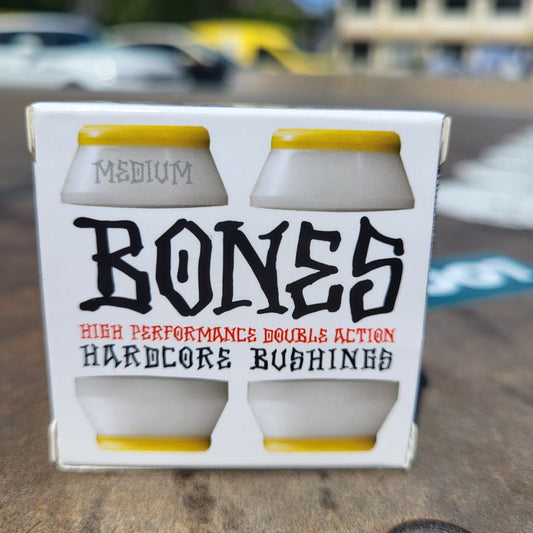 MEDIUM
BONES
HIGH PERFORMANCE DOUBLE ACTION
HARDCORE BUSHINGS